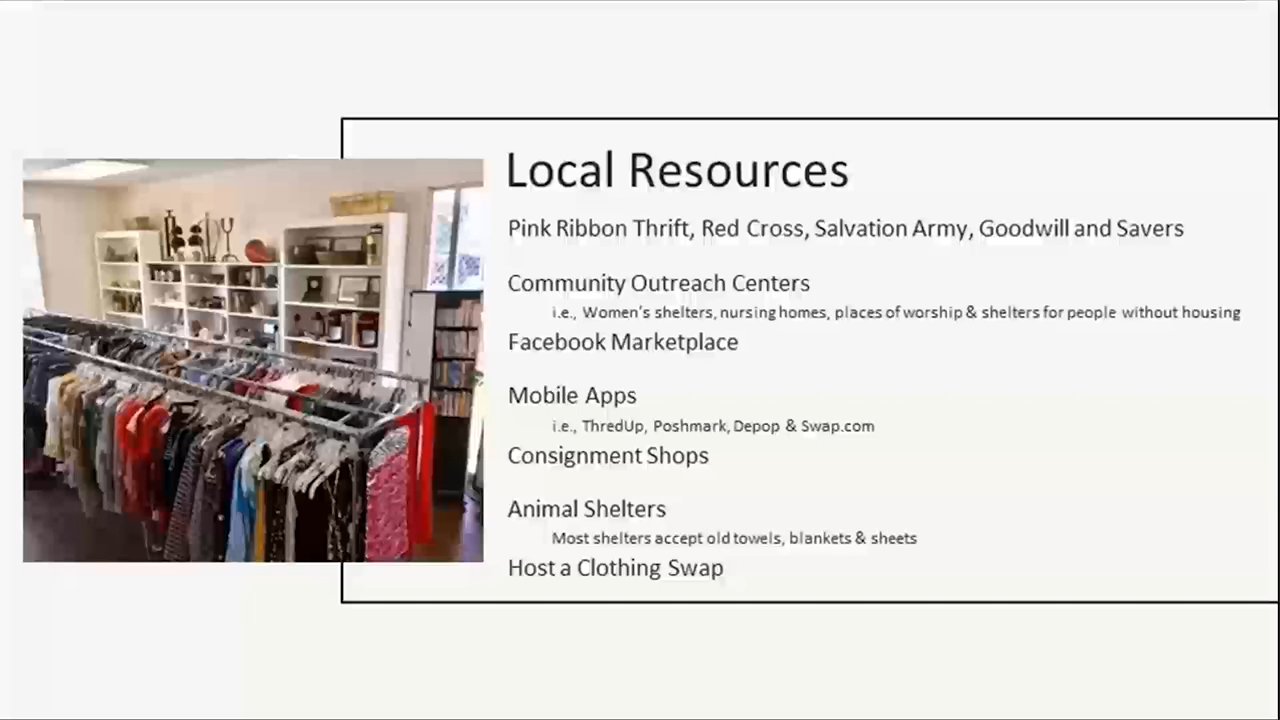 Local Resources
Pink Ribbon Thrift, Red Cross, Salvation Army, Goodwill and Savers
Community Outreach Centers
i.e., Women's shelters, nursing homes, places of worship & shelters for people without housing
Facebook Marketplace
Mobile Apps
i.e., ThredUp, Poshmark, Depop & Swap.com
Consignment Shops
Animal Shelters
Most shelters accept old towels, blankets & sheets
Host a Clothing Swap